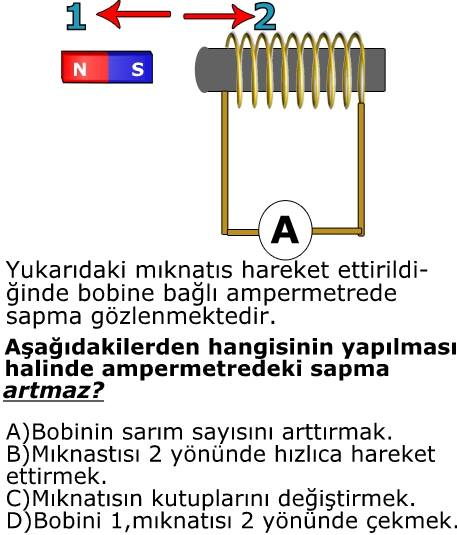 1 2
N S
A
Yukarıdaki mıknatıs hareket ettirildi-
ğinde bobine bağlı ampermetrede
sapma gözlenmektedir.
Aşağıdakilerden hangisinin yapılması
halinde ampermetredeki sapma
artmaz?
A)Bobinin sarım sayısını arttırmak.
B)Mıknastısı 2 yönünde hızlıca hareket
ettirmek.
C)Mıknatısın kutuplarını değiştirmek.
D)Bobini 1,mıknatısı 2 yönünde çekmek.